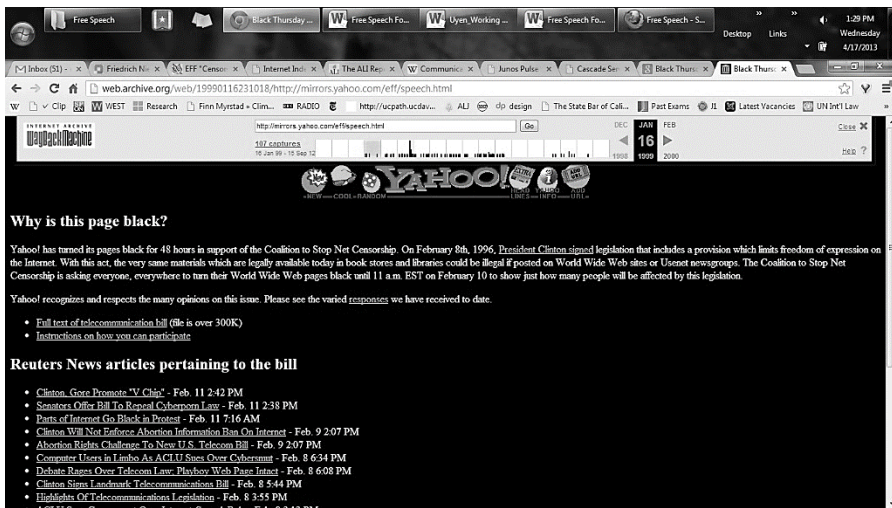 Free Speech
Black Thursday ...
Free Speech Fo...
Uyen_Working ...
Free Speech Fo...
Free Speech - S...
Desktop
Links
1:29 PM
Wednesday
4/17/2013
Inbox (51) -
Friedrich Nie
EFF "Censor
Internet Inde
The ALI Rep
Communica
Junos Pulse
Cascade Ser
Black Thurs
Black Thursc
web.archive.org/web/19990116231018/http://mirrors.yahoo.com/eff/speech.html
Clip
WEST
Research
Finn Myrstad » Clim...
RADIO
http://ucpath.ucdav...
ALJ
dp design
The State Bar of Cali...
Past Exams
J1
Latest Vacancies
UN Int'l Law
INTERNET ARCHIVE
WayBackMachine
http://mirrors.yahoo.com/eff/speech.html
Go
107 captures
16 Jan 99 - 15 Sep 12
DEC JAN FEB
16
1998 1999 2000
Close
Help ?
YAHOO!
NEW COOL RANDOM HEAD LINES INFO ADD URL
Why is this page black?
Yahoo! has turned its pages black for 48 hours in support of the Coalition to Stop Net Censorship. On February 8th, 1996, President Clinton signed legislation that includes a provision which limits freedom of expression on
the Internet. With this act, the very same materials which are legally available today in book stores and libraries could be illegal if posted on World Wide Web sites or Usenet newsgroups. The Coalition to Stop Net
Censorship is asking everyone, everywhere to turn their World Wide Web pages black until 11 a.m. EST on February 10 to show just how many people will be affected by this legislation.
Yahoo! recognizes and respects the many opinions on this issue. Please see the varied responses we have received to date.
Full text of telecommunication bill (file is over 300K)
Instructions on how you can participate
Reuters News articles pertaining to the bill
Clinton, Gore Promote "V Chip" - Feb. 11 2:42 PM
Senators Offer Bill To Repeal Cyberporn Law - Feb. 11 2:38 PM
Parts of Internet Go Black in Protest - Feb. 11 7:16 AM
Clinton Will Not Enforce Abortion Information Ban On Internet - Feb. 9 2:07 PM
Abortion Rights Challenge To New U.S. Telecom Bill - Feb. 9 2:07 PM
Computer Users in Limbo As ACLU Sues Over Cybersmut - Feb. 8 6:34 PM
Debate Rages Over Telecom Law; Playboy Web Page Intact - Feb. 8 6:08 PM
Clinton Signs Landmark Telecommunications Bill - Feb. 8 5:44 PM
Highlights Of Telecommunications Legislation - Feb. 8 3:55 PM